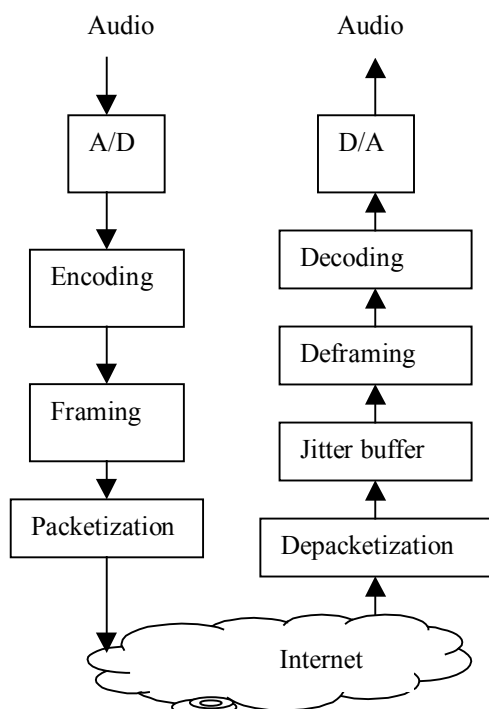 Audio
Audio
A/D
D/A
Encoding
Decoding
Framing
Deframing
Jitter buffer
Packetization
Depacketization
Internet